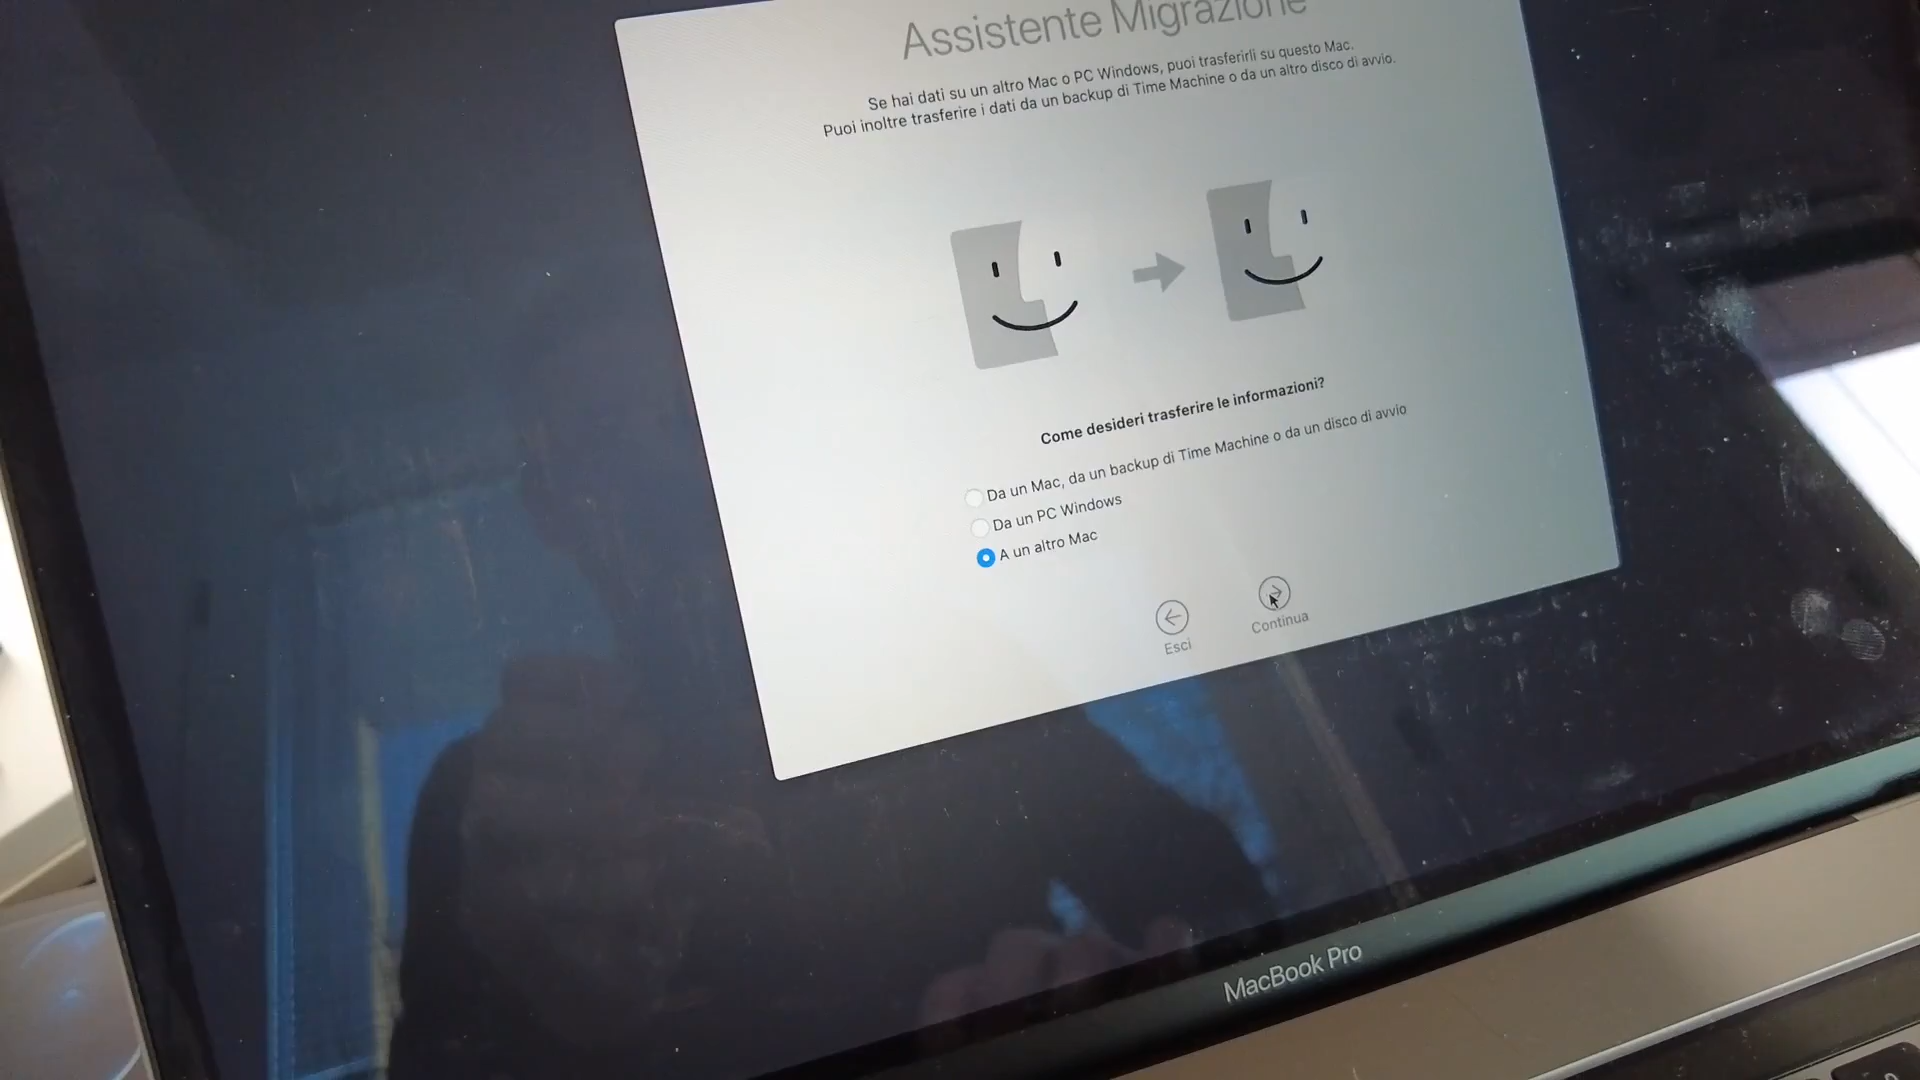 Assistente Migrazione
Se hai dati su un altro Mac o PC Windows, puoi trasferirli su questo Mac.
Puoi inoltre trasferire i dati da un backup di Time Machine o da un altro disco di avvio.
Come desideri trasferire le informazioni?
Da un Mac, da un backup di Time Machine o da un disco di avvio
Da un PC Windows
A un altro Mac
Esci
Continua
MacBook Pro